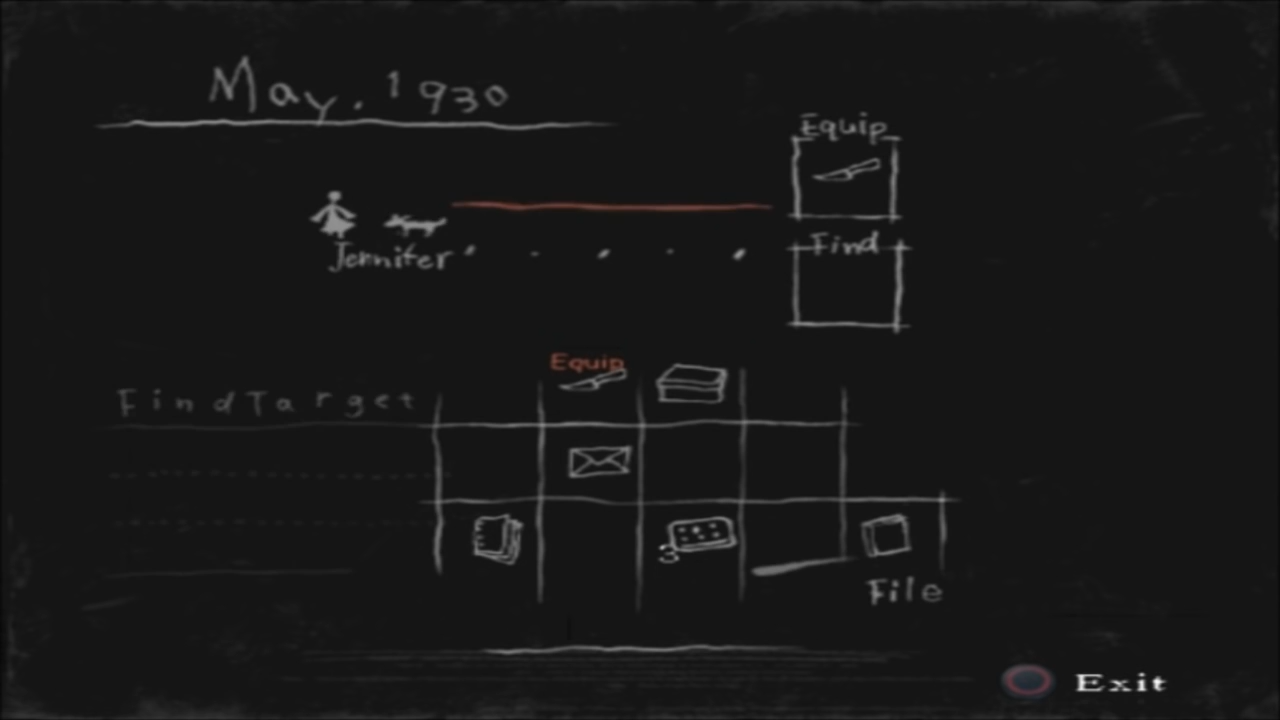 May. 1930
Equip
Jennifer
Find
Equip
FindTarget
3
File
Exit